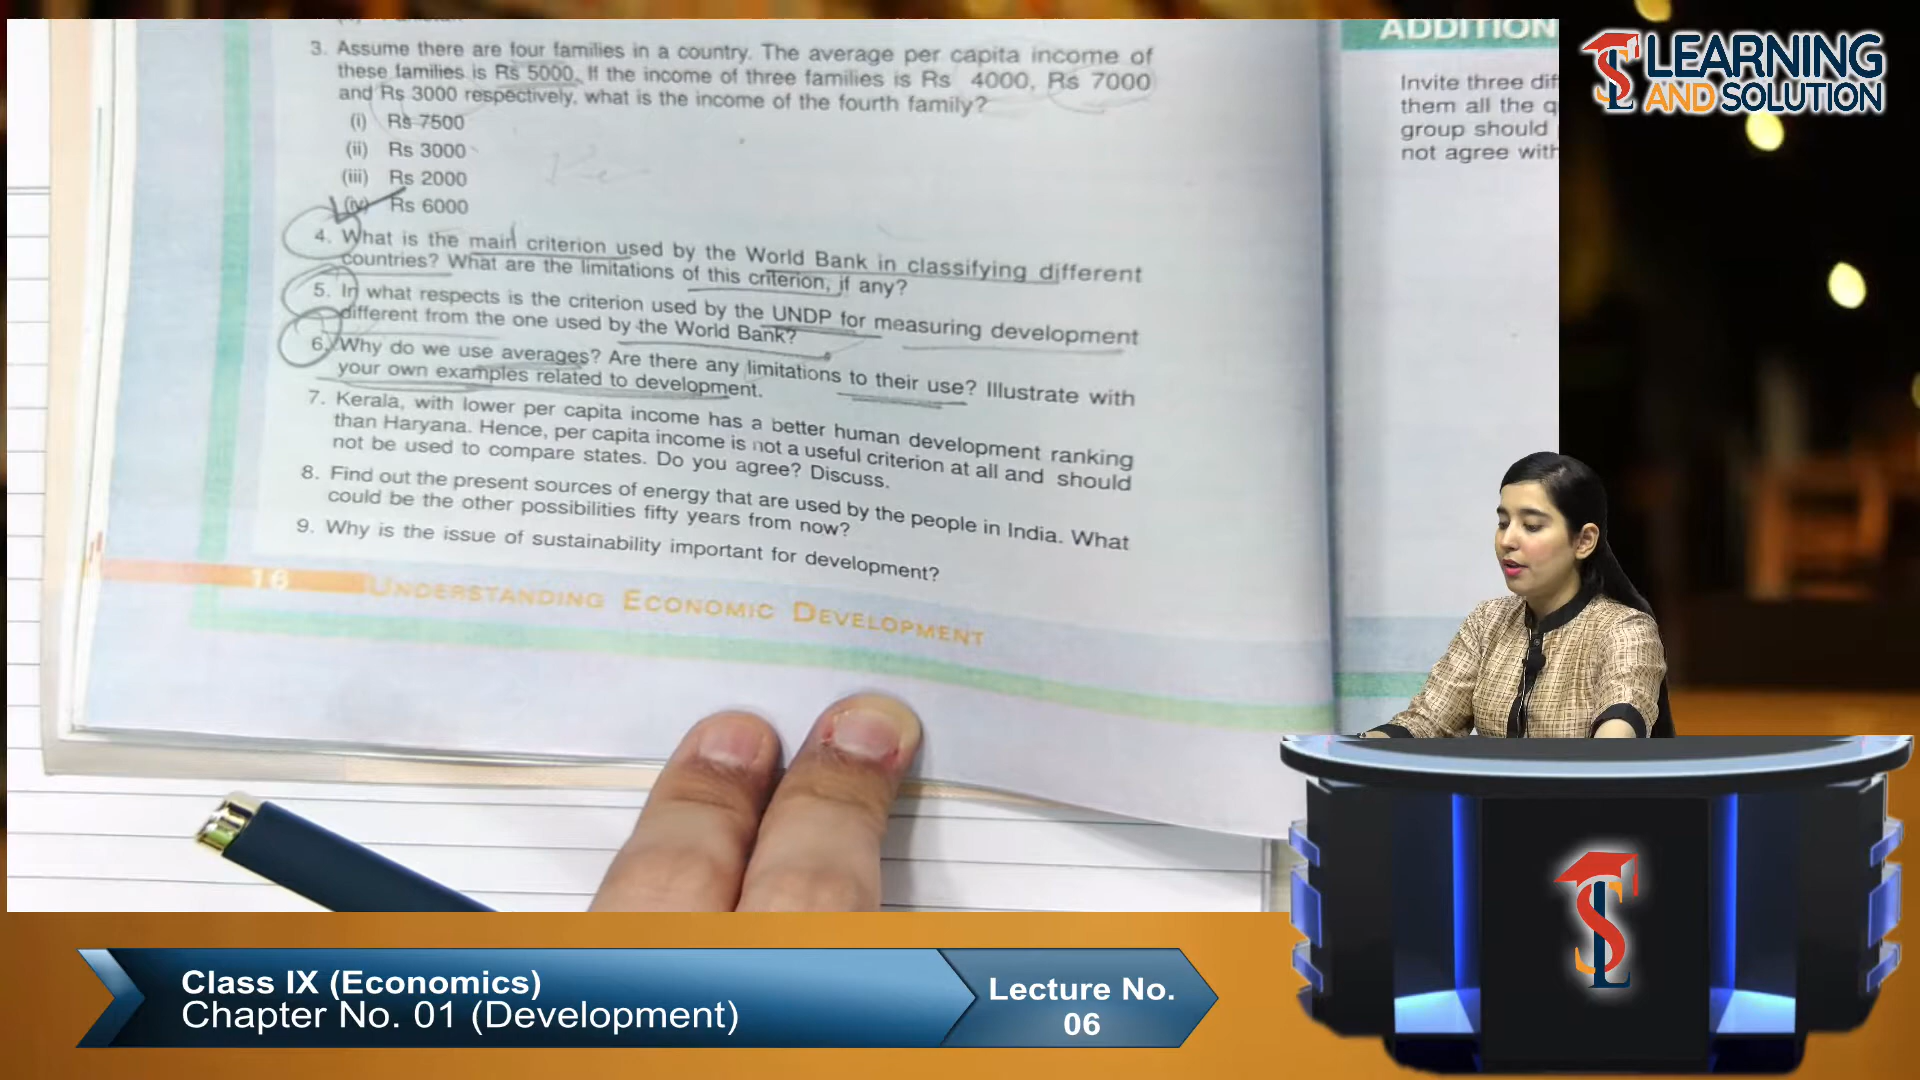 3. Assume there are four families in a country. The average per capita income of
these families is Rs 5000. If the income of three families is Rs 4000, Rs 7000
and Rs 3000 respectively, what is the income of the fourth family?
(i) Rs 7500
(ii) Rs 3000
(iii) Rs 2000
(iv) Rs 6000
4. What is the main criterion used by the World Bank in classifying different
countries? What are the limitations of this criterion, if any?
5. In what respects is the criterion used by the UNDP for measuring development
different from the one used by the World Bank?
6. Why do we use averages? Are there any limitations to their use? Illustrate with
your own examples related to development.
7. Kerala, with lower per capita income has a better human development ranking
than Haryana. Hence, per capita income is not a useful criterion at all and should
not be used to compare states. Do you agree? Discuss.
8. Find out the present sources of energy that are used by the people in India. What
could be the other possibilities fifty years from now?
9. Why is the issue of sustainability important for development?
16 UNDERSTANDING ECONOMIC DEVELOPMENT
ADDITION
Invite three dif
them all the q
group should
not agree with
LEARNING
AND SOLUTION
Class IX (Economics)
Chapter No. 01 (Development)
Lecture No.
06